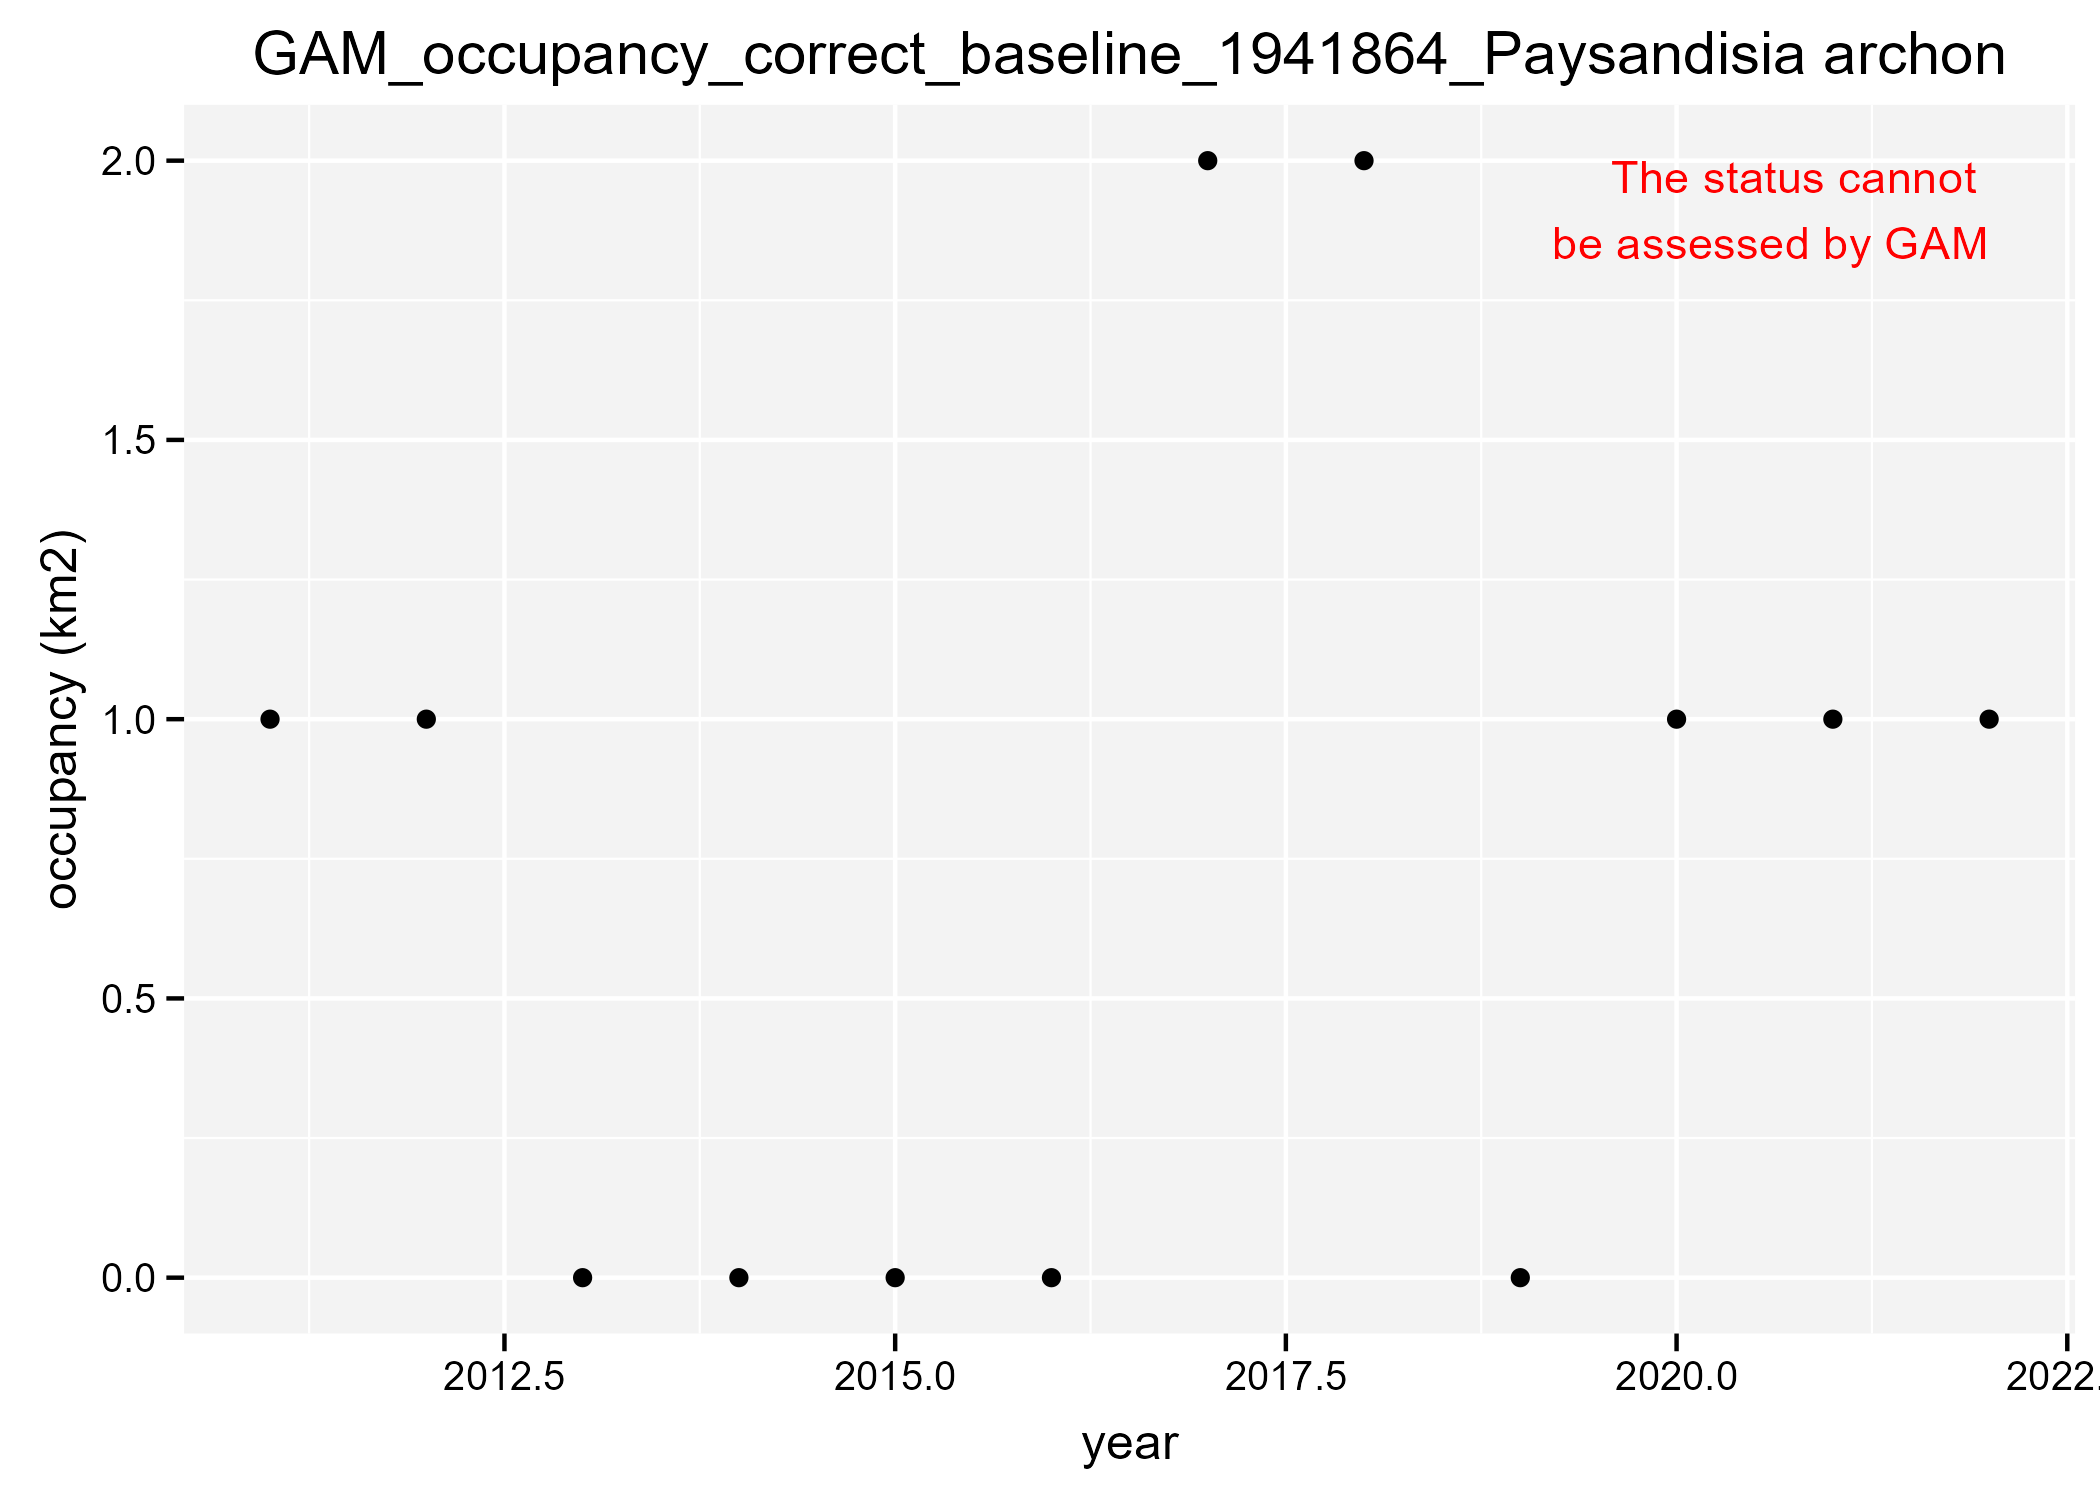 GAM_occupancy_correct_baseline_1941864_Paysandisia archon
The status cannot
be assessed by GAM
2.0
1.5
1.0
0.5
0.0
occupancy (km2)
2012.5 2015.0 2017.5 2020.0 2022.
year